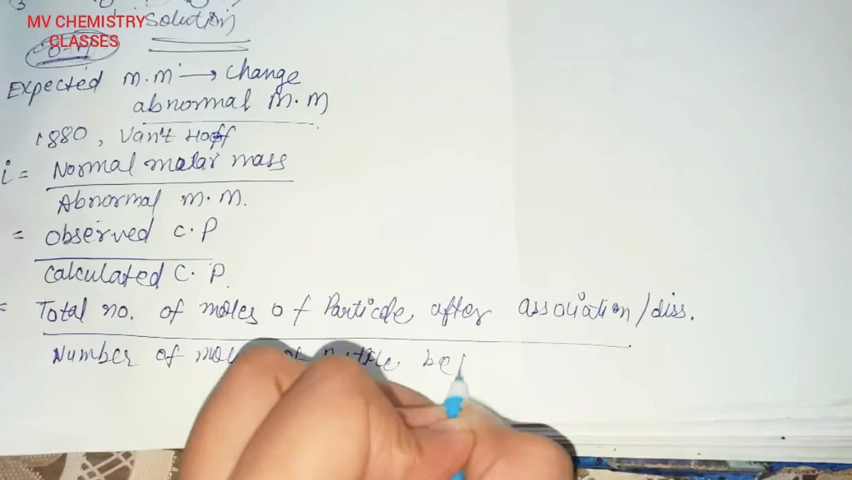 MV CHEMISTRY
CLASSES
Solution
Expected M.M → Change
abnormal M.M
1880, Van't Hoff
i = Normal molar mass
Abnormal M.M.
= Observed C.P
Calculated C.P.
= Total no. of moles of Particle after assoviation/diss.
Number of